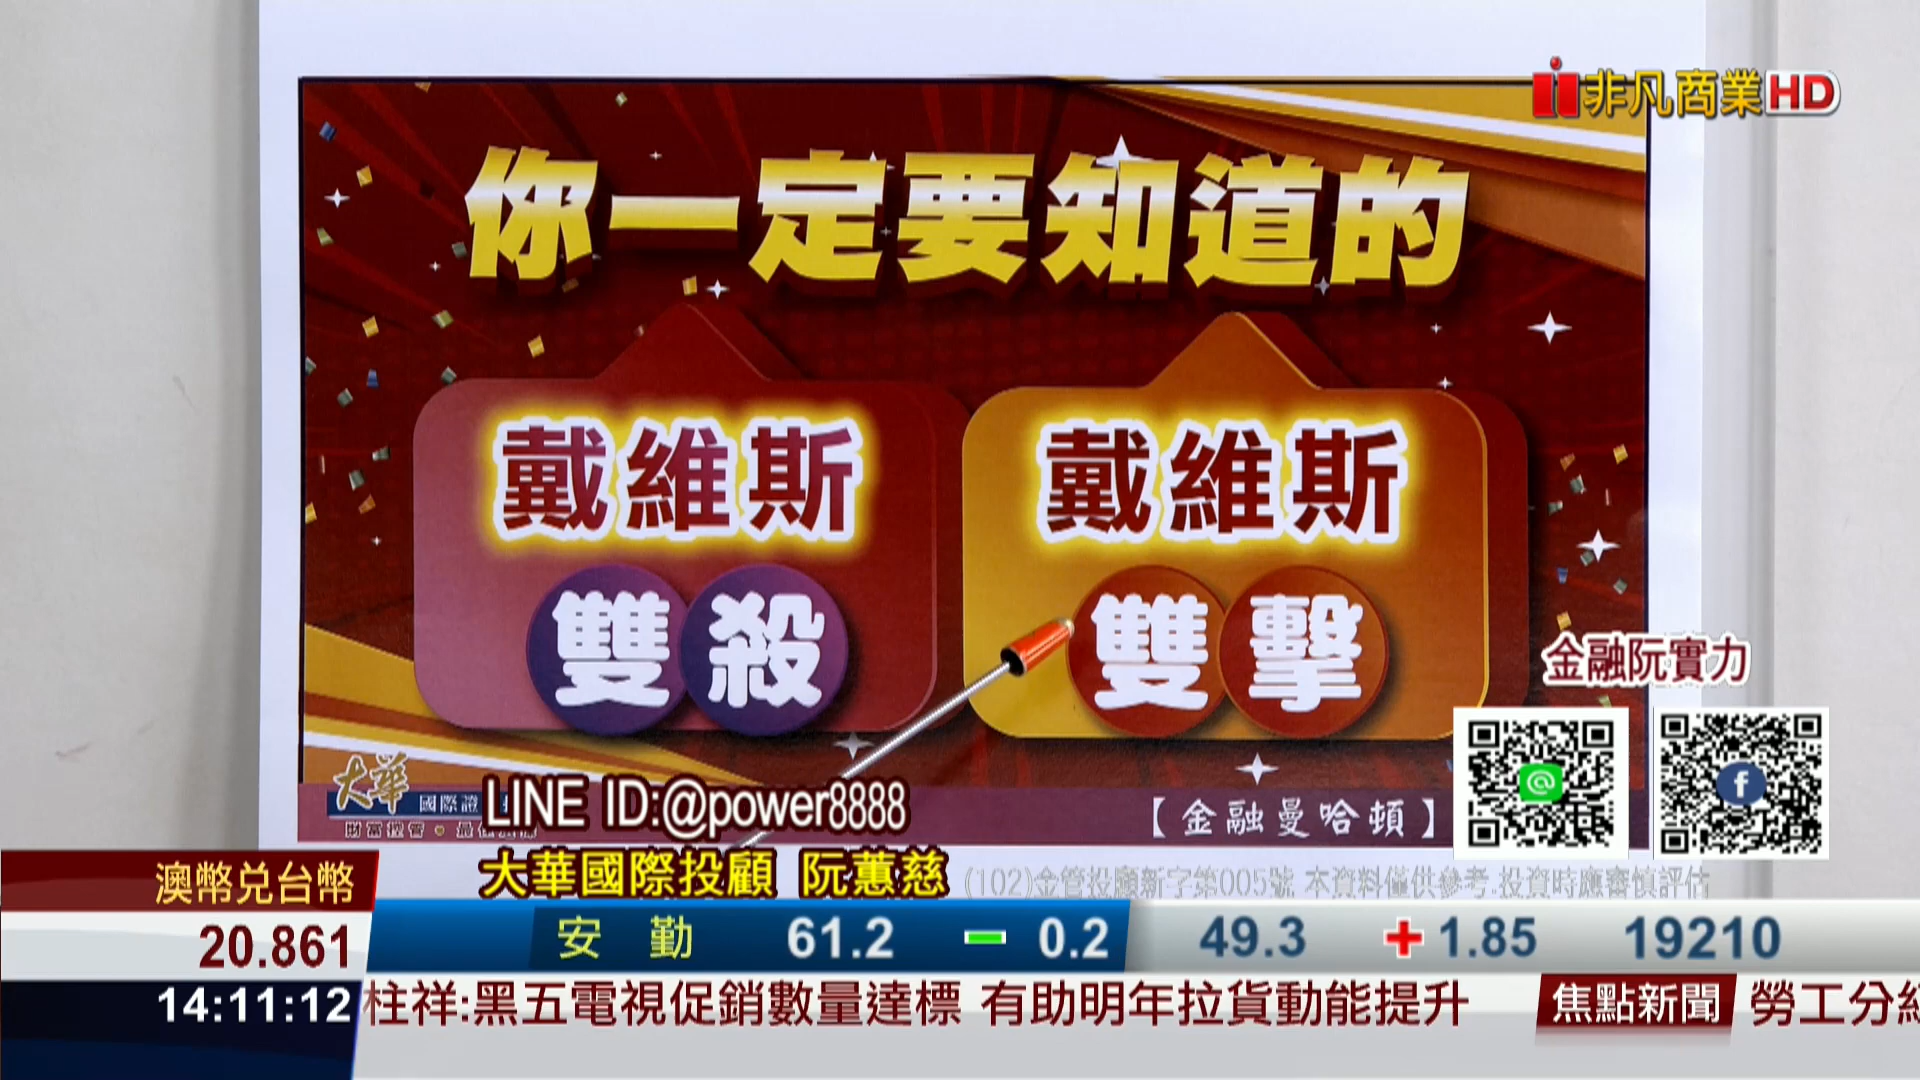 非凡商業HD
你一定要知道的
戴維斯
雙殺
戴維斯
雙擊
金融阮實力
大華
國際證
財富控管 最
LINE ID:@power8888
【金融曼哈頓】
大華國際投顧 阮蕙慈
(102)金管投顧新字第005號 本資料僅供參考.投資時應審慎評估
澳幣兌台幣
20.861
安勤 61.2 0.2 49.3 +1.85 19210
14:11:12
柱祥:黑五電視促銷數量達標 有助明年拉貨動能提升 焦點新聞 勞工分